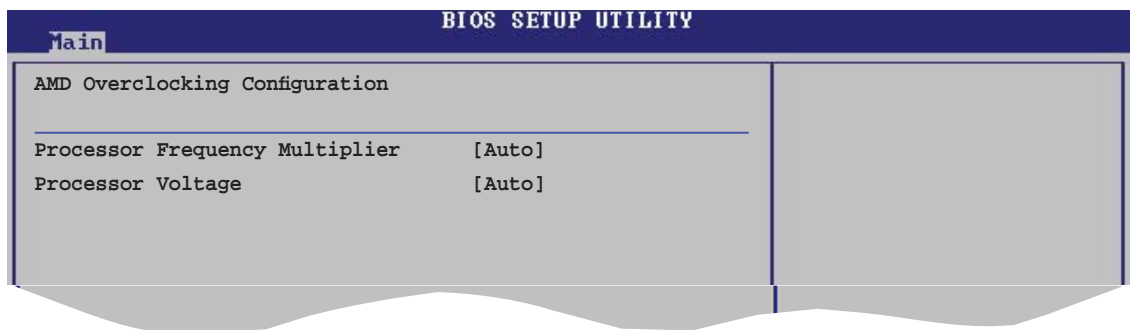 BIOS SETUP UTILITY
Main
AMD Overclocking Configuration
Processor Frequency Multiplier [Auto]
Processor Voltage [Auto]